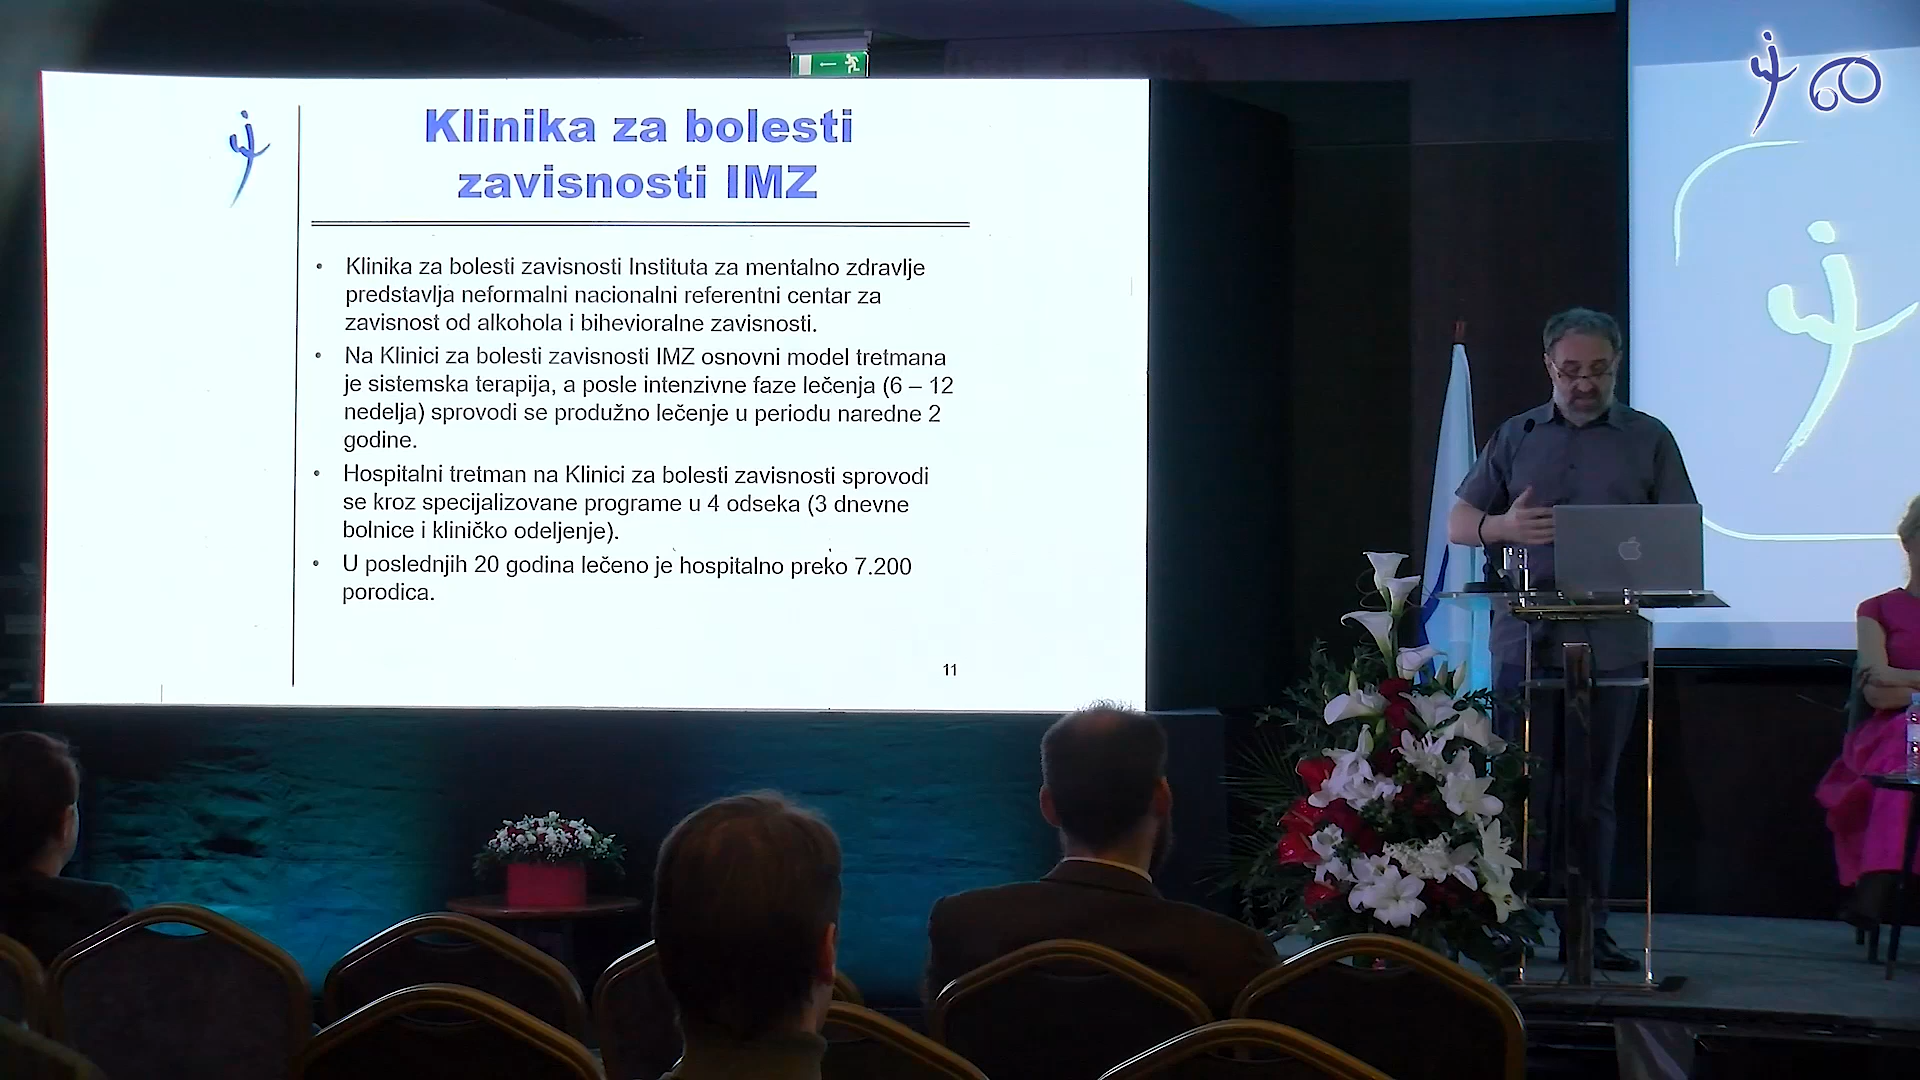 Klinika za bolesti
zavisnosti IMZ
• Klinika za bolesti zavisnosti Instituta za mentalno zdravlje
predstavlja neformalni nacionalni referentni centar za
zavisnost od alkohola i bihevioralne zavisnosti.
• Na Klinici za bolesti zavisnosti IMZ osnovni model tretmana
je sistemska terapija, a posle intenzivne faze lečenja (6 – 12
nedelja) sprovodi se produžno lečenje u periodu naredne 2
godine.
• Hospitalni tretman na Klinici za bolesti zavisnosti sprovodi
se kroz specijalizovane programe u 4 odseka (3 dnevne
bolnice i kliničko odeljenje).
• U poslednjih 20 godina lečeno je hospitalno preko 7.200
porodica.
11
60